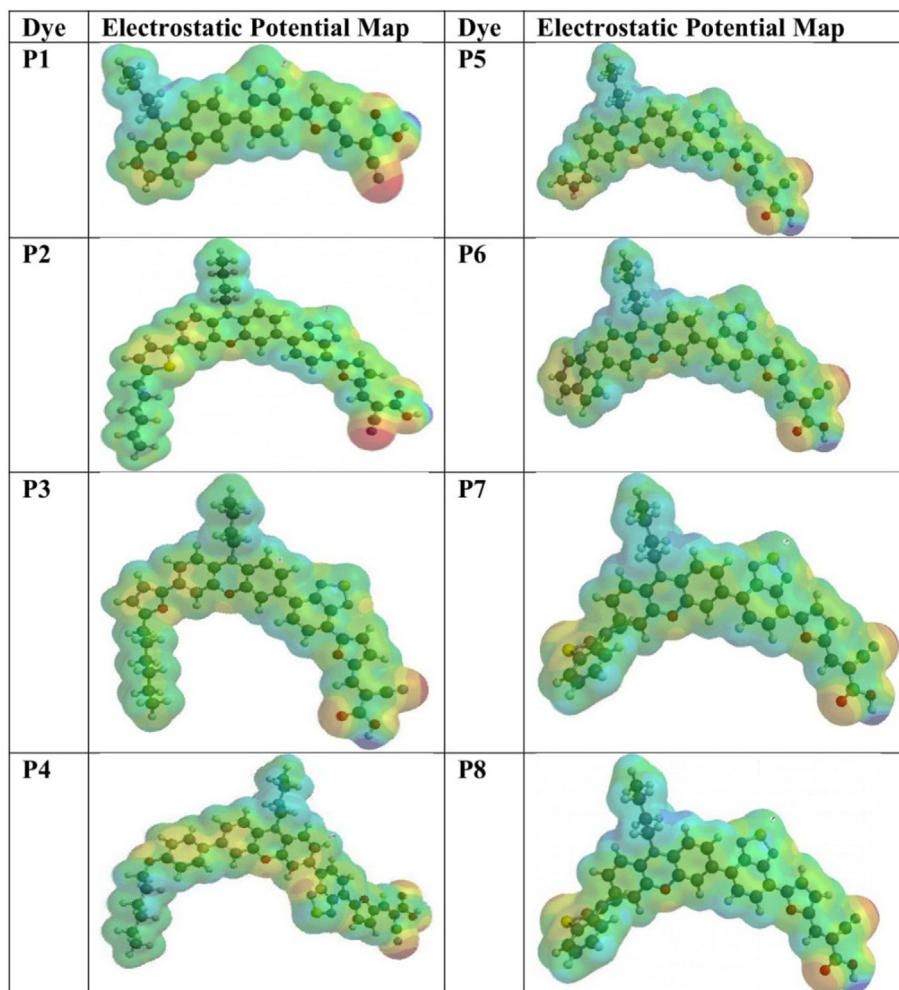 Dye Electrostatic Potential Map Dye Electrostatic Potential Map
P1 P5
P2 P6
P3 P7
P4 P8